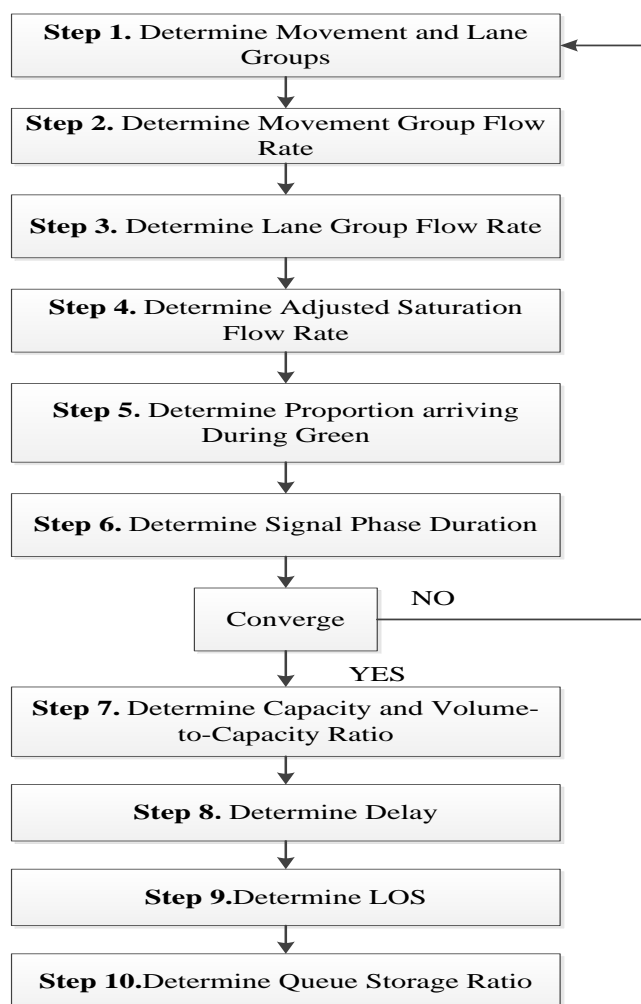 Step 1. Determine Movement and Lane
Groups
Step 2. Determine Movement Group Flow
Rate
Step 3. Determine Lane Group Flow Rate
Step 4. Determine Adjusted Saturation
Flow Rate
Step 5. Determine Proportion arriving
During Green
Step 6. Determine Signal Phase Duration
Converge
NO
YES
Step 7. Determine Capacity and Volume-
to-Capacity Ratio
Step 8. Determine Delay
Step 9.Determine LOS
Step 10.Determine Queue Storage Ratio